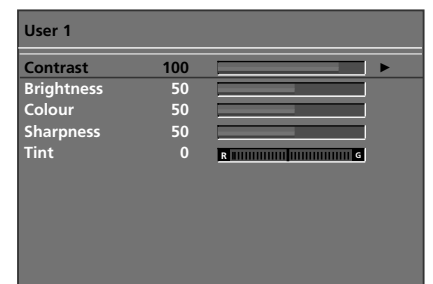 User 1
Contrast 100 ►
Brightness 50
Colour 50
Sharpness 50
Tint 0 R G